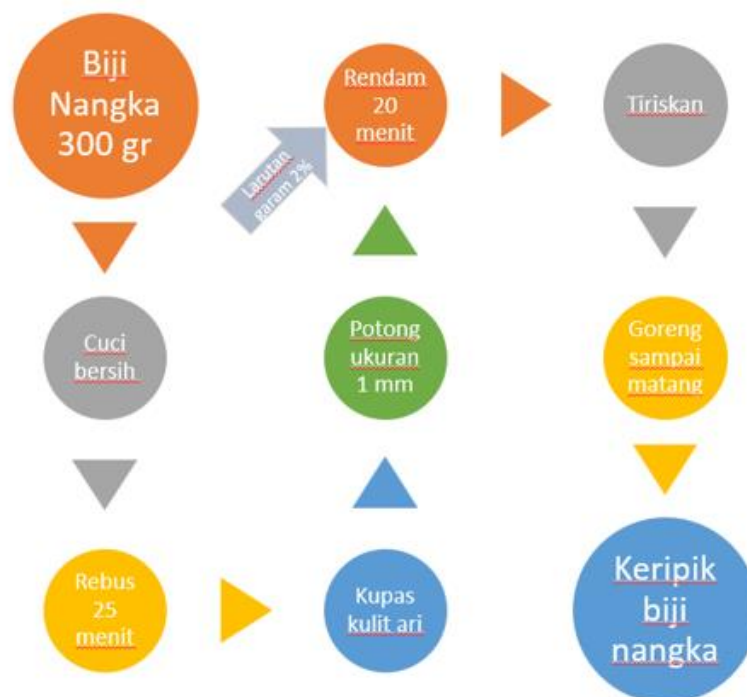 Biji
Nangka
300 gr
Cuci
bersih
Rebus
25
menit
Kupas
kulit ari
Potong
ukuran
1 mm
Larutan
garam 2%
Rendam
20
menit
Tiriskan
Goreng
sampai
matang
Keripik
biji
nangka